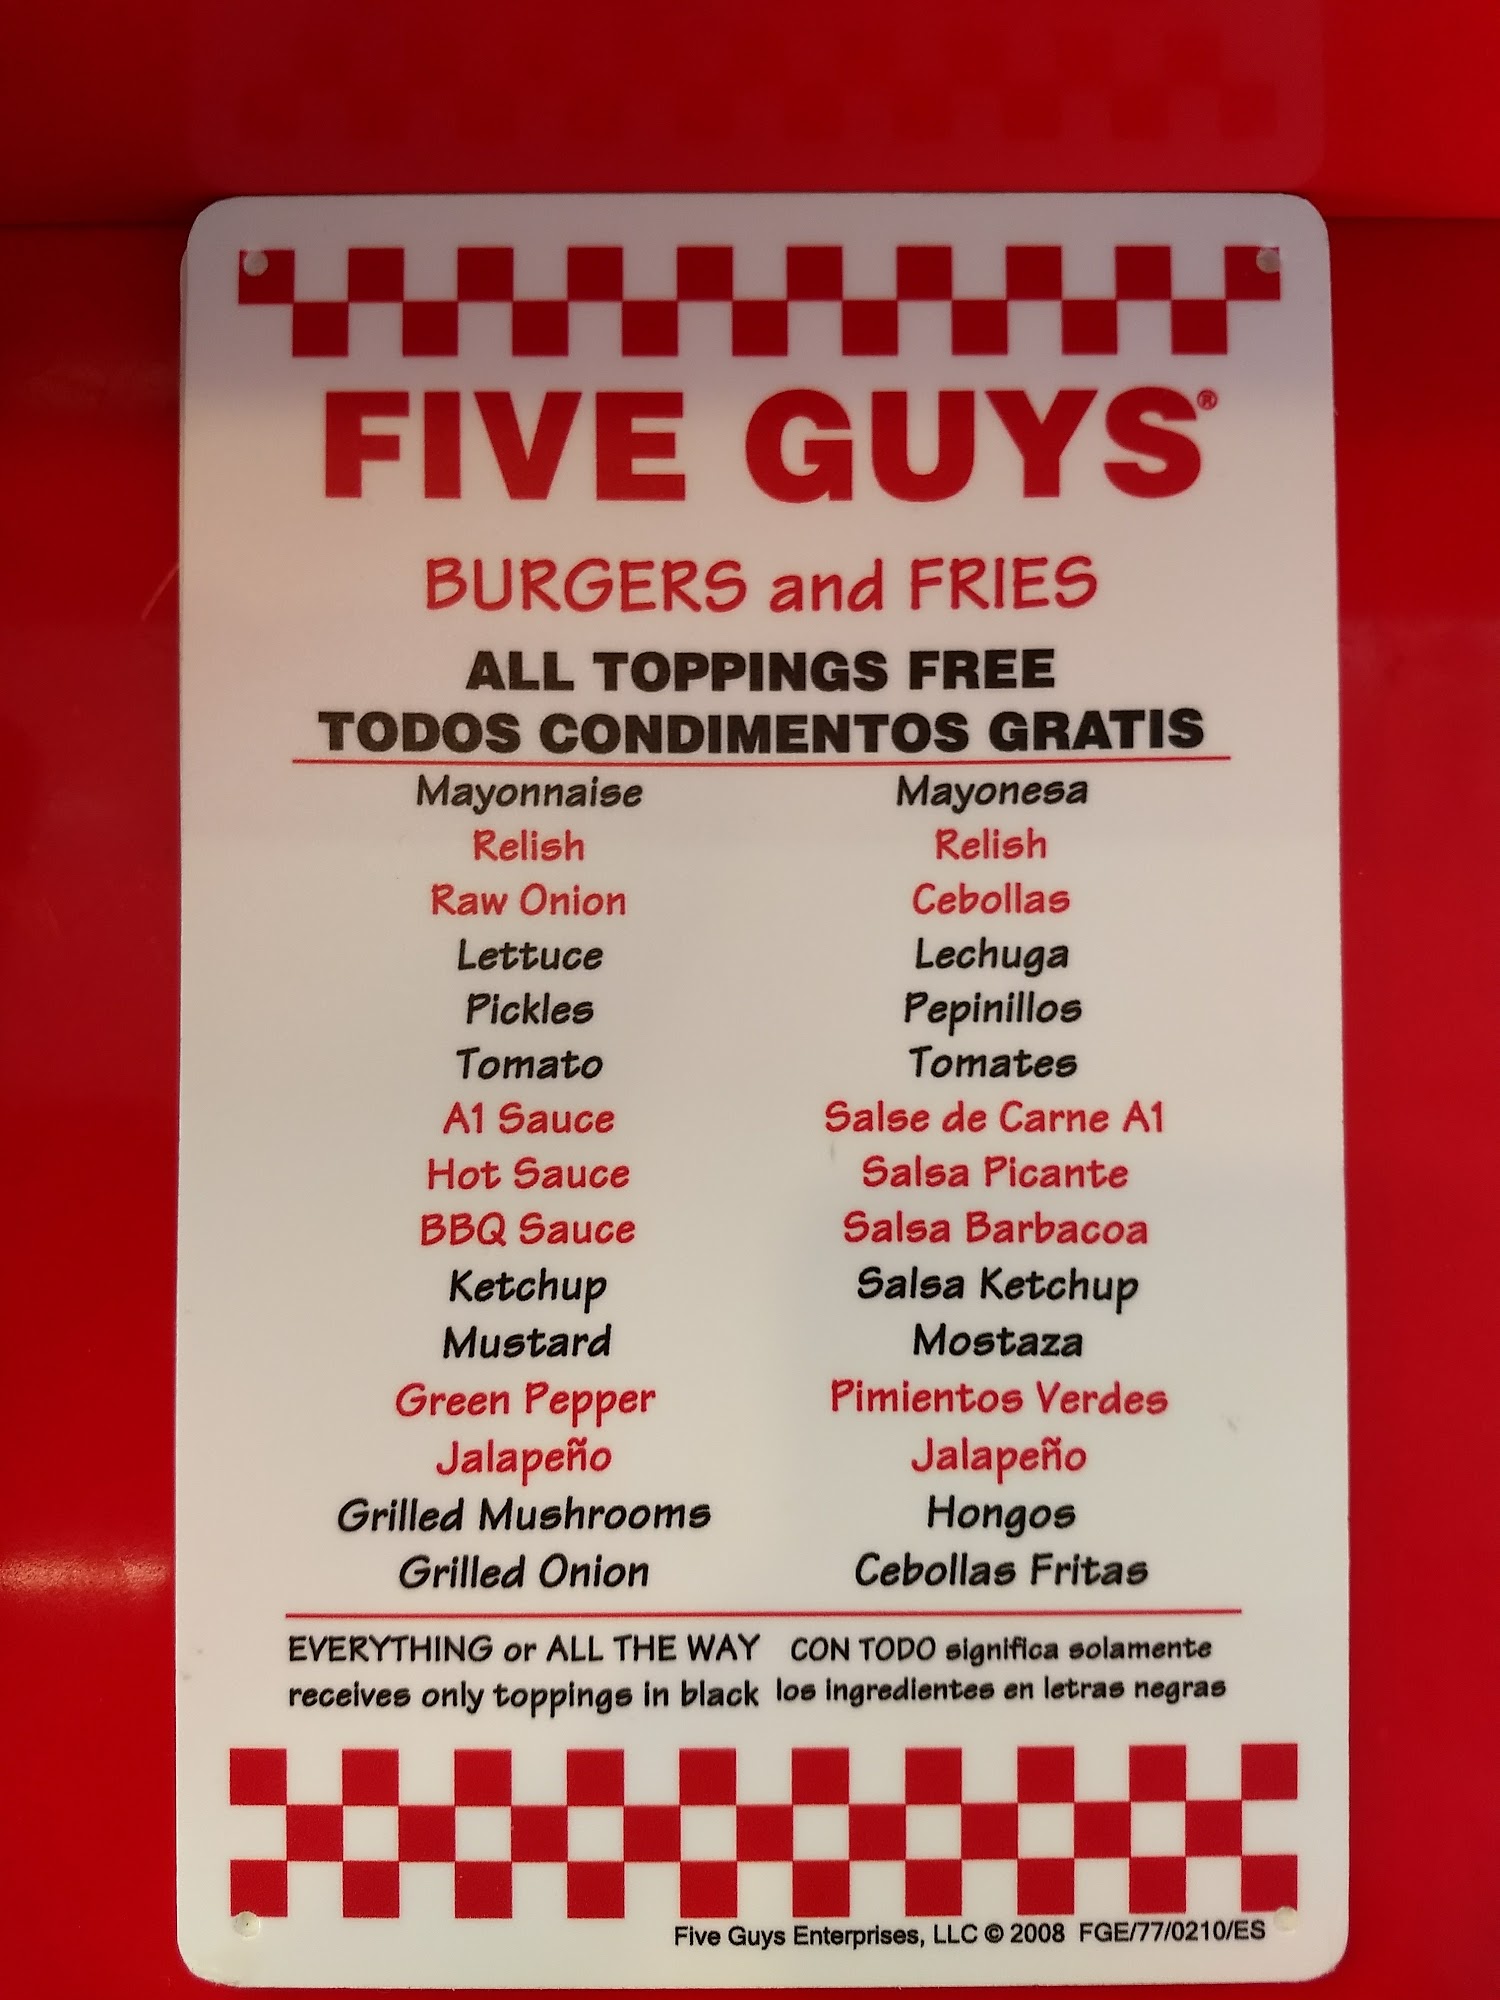 FIVE GUYS®
BURGERS and FRIES
ALL TOPPINGS FREE
TODOS CONDIMENTOS GRATIS
Mayonnaise Mayonesa
Relish Relish
Raw Onion Cebollas
Lettuce Lechuga
Pickles Pepinillos
Tomato Tomates
A1 Sauce Salse de Carne A1
Hot Sauce Salsa Picante
BBQ Sauce Salsa Barbacoa
Ketchup Salsa Ketchup
Mustard Mostaza
Green Pepper Pimientos Verdes
Jalapeño Jalapeño
Grilled Mushrooms Hongos
Grilled Onion Cebollas Fritas
EVERYTHING or ALL THE WAY
receives only toppings in black
CON TODO significa solamente
los ingredientes en letras negras
Five Guys Enterprises, LLC © 2008 FGE/77/0210/ES